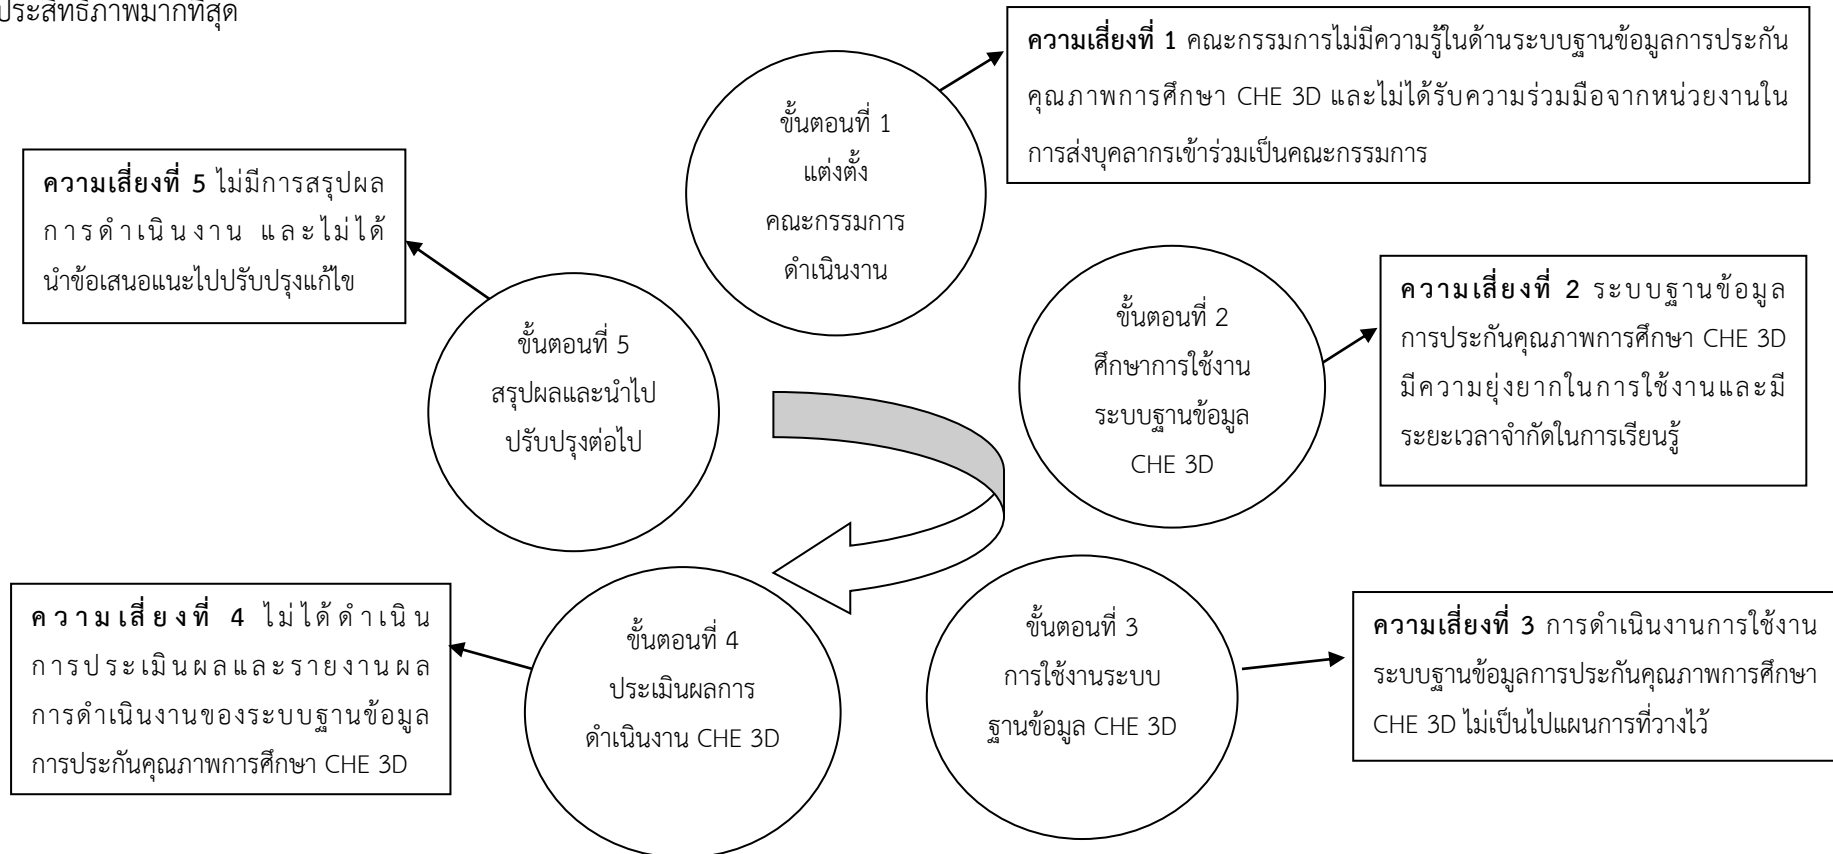 ประสิทธิภาพมากที่สุด
ขั้นตอนที่ 1
แต่งตั้ง
คณะกรรมการ
ดำเนินงาน
ความเสี่ยงที่ 1 คณะกรรมการไม่มีความรู้ในด้านระบบฐานข้อมูลการประกัน
คุณภาพการศึกษา CHE 3D และไม่ได้รับความร่วมมือจากหน่วยงานใน
การส่งบุคลากรเข้าร่วมเป็นคณะกรรมการ
ขั้นตอนที่ 2
ศึกษาการใช้งาน
ระบบฐานข้อมูล
CHE 3D
ความเสี่ยงที่ 2 ระบบฐานข้อมูล
การประกันคุณภาพการศึกษา CHE 3D
มีความยุ่งยากในการใช้งานและมี
ระยะเวลาจำกัดในการเรียนรู้
ขั้นตอนที่ 3
การใช้งานระบบ
ฐานข้อมูล CHE 3D
ความเสี่ยงที่ 3 การดำเนินงานการใช้งาน
ระบบฐานข้อมูลการประกันคุณภาพการศึกษา
CHE 3D ไม่เป็นไปแผนการที่วางไว้
ขั้นตอนที่ 4
ประเมินผลการ
ดำเนินงาน CHE 3D
ความเสี่ยงที่ 4 ไม่ได้ดำเนิน
การประเมินผลและรายงานผล
การดำเนินงานของระบบฐานข้อมูล
การประกันคุณภาพการศึกษา CHE 3D
ขั้นตอนที่ 5
สรุปผลและนำไป
ปรับปรุงต่อไป
ความเสี่ยงที่ 5 ไม่มีการสรุปผล
การดำเนินงาน และไม่ได้
นำข้อเสนอแนะไปปรับปรุงแก้ไข